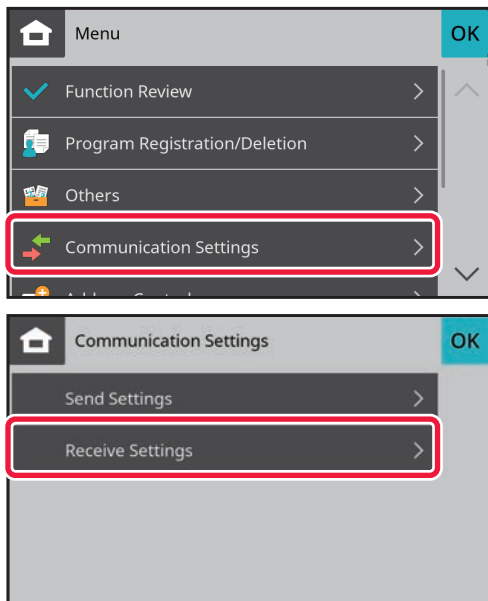 Menu
OK
Function Review
Program Registration/Deletion
Others
Communication Settings
Communication Settings
OK
Send Settings
Receive Settings